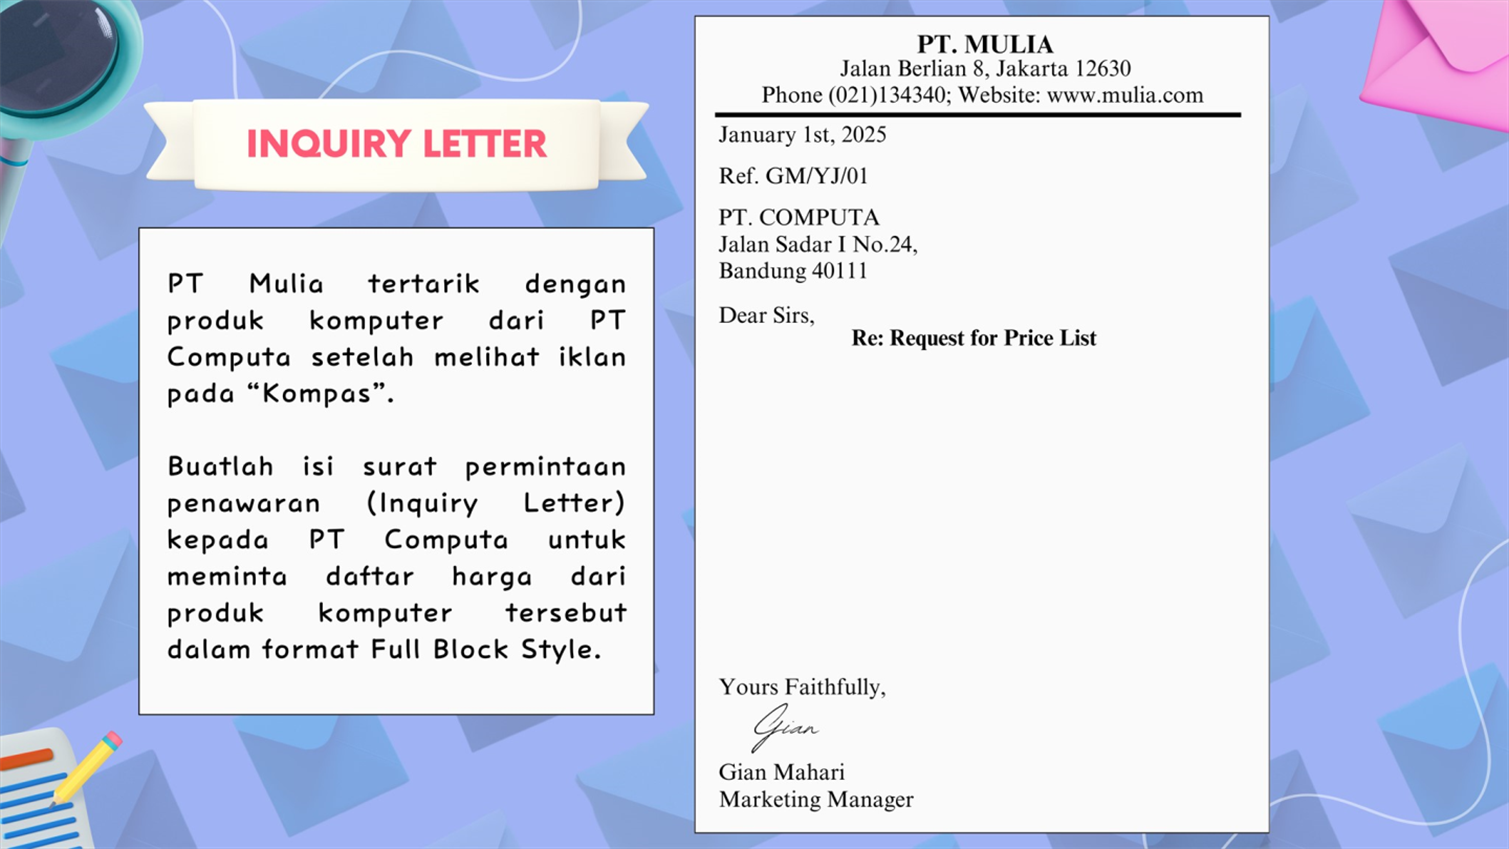 INQUIRY LETTER
PT Mulia tertarik dengan
produk komputer dari PT
Computa setelah melihat iklan
pada “Kompas”.
Buatlah isi surat permintaan
penawaran (Inquiry Letter)
kepada PT Computa untuk
meminta daftar harga dari
produk komputer tersebut
dalam format Full Block Style.
PT. MULIA
Jalan Berlian 8, Jakarta 12630
Phone (021)134340; Website: www.mulia.com
January 1st, 2025
Ref. GM/YJ/01
PT. COMPUTA
Jalan Sadar I No.24,
Bandung 40111
Dear Sirs,
Re: Request for Price List
Yours Faithfully,
Gian
Gian Mahari
Marketing Manager